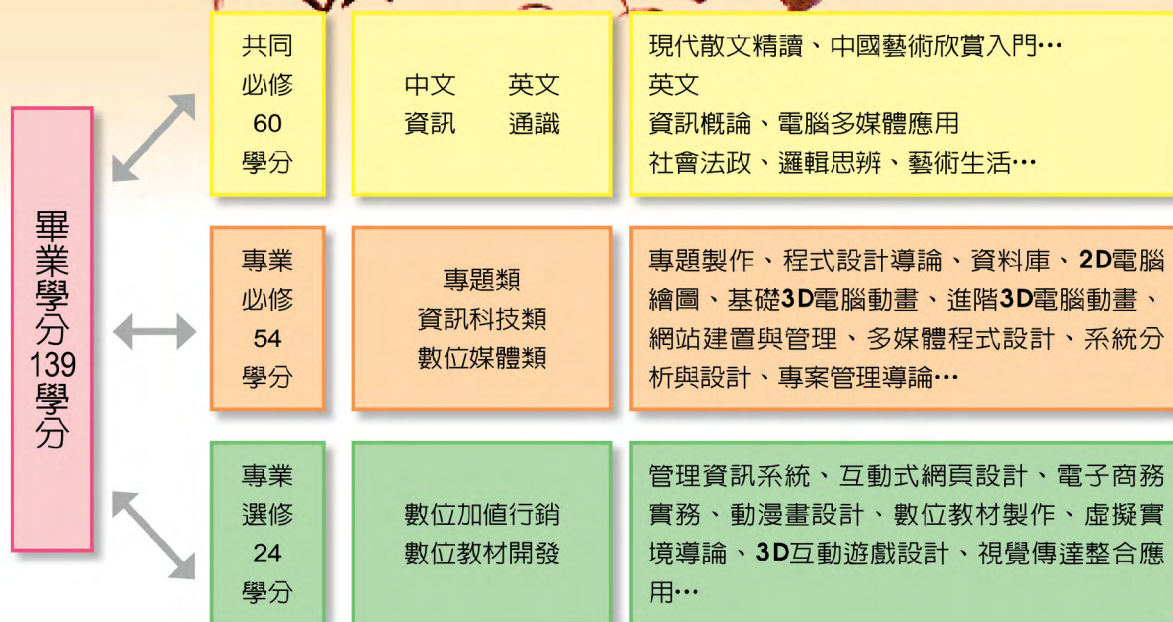 畢業學分139學分
共同
必修
60
學分
中文 英文
資訊 通識
現代散文精讀、中國藝術欣賞入門…
英文
資訊概論、電腦多媒體應用
社會法政、邏輯思辨、藝術生活…
專業
必修
54
學分
專題類
資訊科技類
數位媒體類
專題製作、程式設計導論、資料庫、2D電腦
繪圖、基礎3D電腦動畫、進階3D電腦動畫、
網站建置與管理、多媒體程式設計、系統分
析與設計、專案管理導論…
專業
選修
24
學分
數位加值行銷
數位教材開發
管理資訊系統、互動式網頁設計、電子商務
實務、動漫畫設計、數位教材製作、虛擬實
境導論、3D互動遊戲設計、視覺傳達整合應
用…